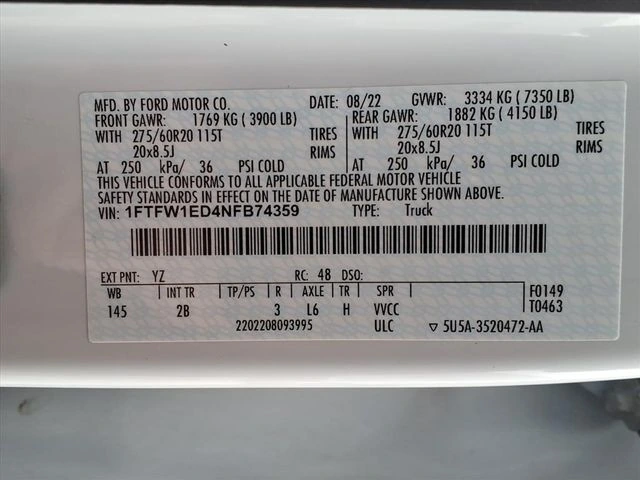 MFD. BY FORD MOTOR CO. DATE: 08/22 GVWR: 3334 KG ( 7350 LB)
FRONT GAWR: 1769 KG ( 3900 LB) REAR GAWR: 1882 KG ( 4150 LB)
WITH 275/60R20 115T TIRES 275/60R20 115T TIRES
20x8.5J RIMS 20x8.5J RIMS
AT 250 kPa/ 36 PSI COLD AT 250 kPa/ 36 PSI COLD
THIS VEHICLE CONFORMS TO ALL APPLICABLE FEDERAL MOTOR VEHICLE
SAFETY STANDARDS IN EFFECT ON THE DATE OF MANUFACTURE SHOWN ABOVE.
VIN: 1FTFW1ED4NFB74359 TYPE: Truck
EXT PNT: YZ RC: 48 DSO:
WB INT TR TP/PS R AXLE TR SPR F0149
145 2B 3 L6 H VVCC T0463
2202208093995 ULC ▽ 5U5A-3520472-AA